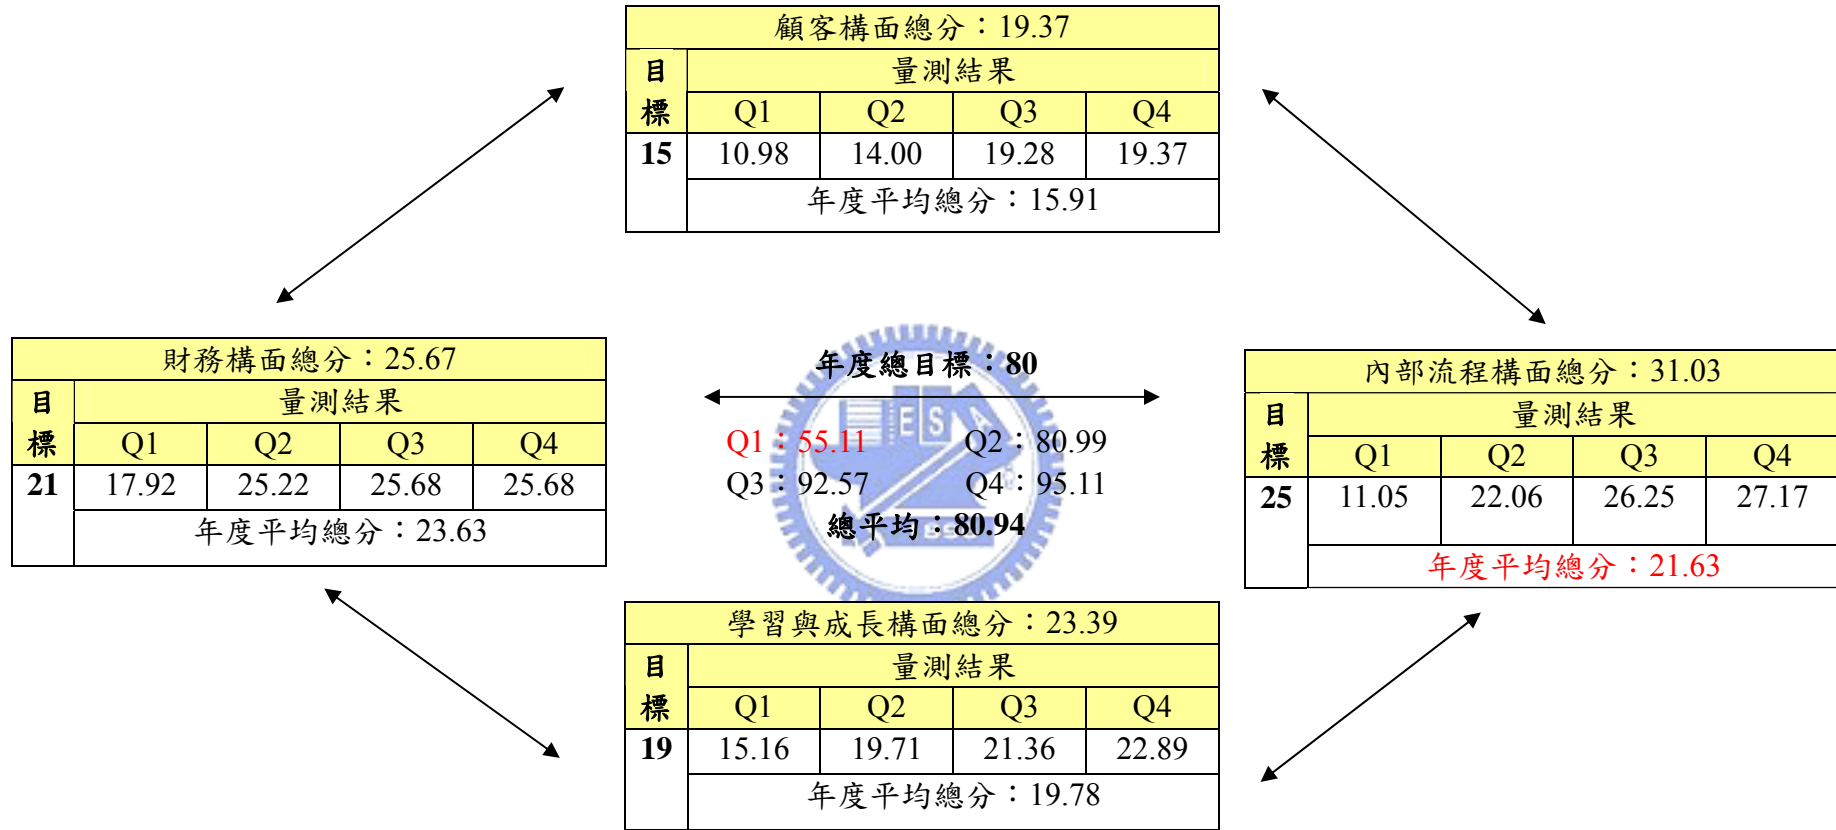 顧客構面總分：19.37
目標 量測結果
Q1 Q2 Q3 Q4
15 10.98 14.00 19.28 19.37
年度平均總分：15.91
財務構面總分：25.67
目標 量測結果
Q1 Q2 Q3 Q4
21 17.92 25.22 25.68 25.68
年度平均總分：23.63
年度總目標：80
Q1：55.11 Q2：80.99
Q3：92.57 Q4：95.11
總平均：80.94
ES
內部流程構面總分：31.03
目標 量測結果
Q1 Q2 Q3 Q4
25 11.05 22.06 26.25 27.17
年度平均總分：21.63
學習與成長構面總分：23.39
目標 量測結果
Q1 Q2 Q3 Q4
19 15.16 19.71 21.36 22.89
年度平均總分：19.78